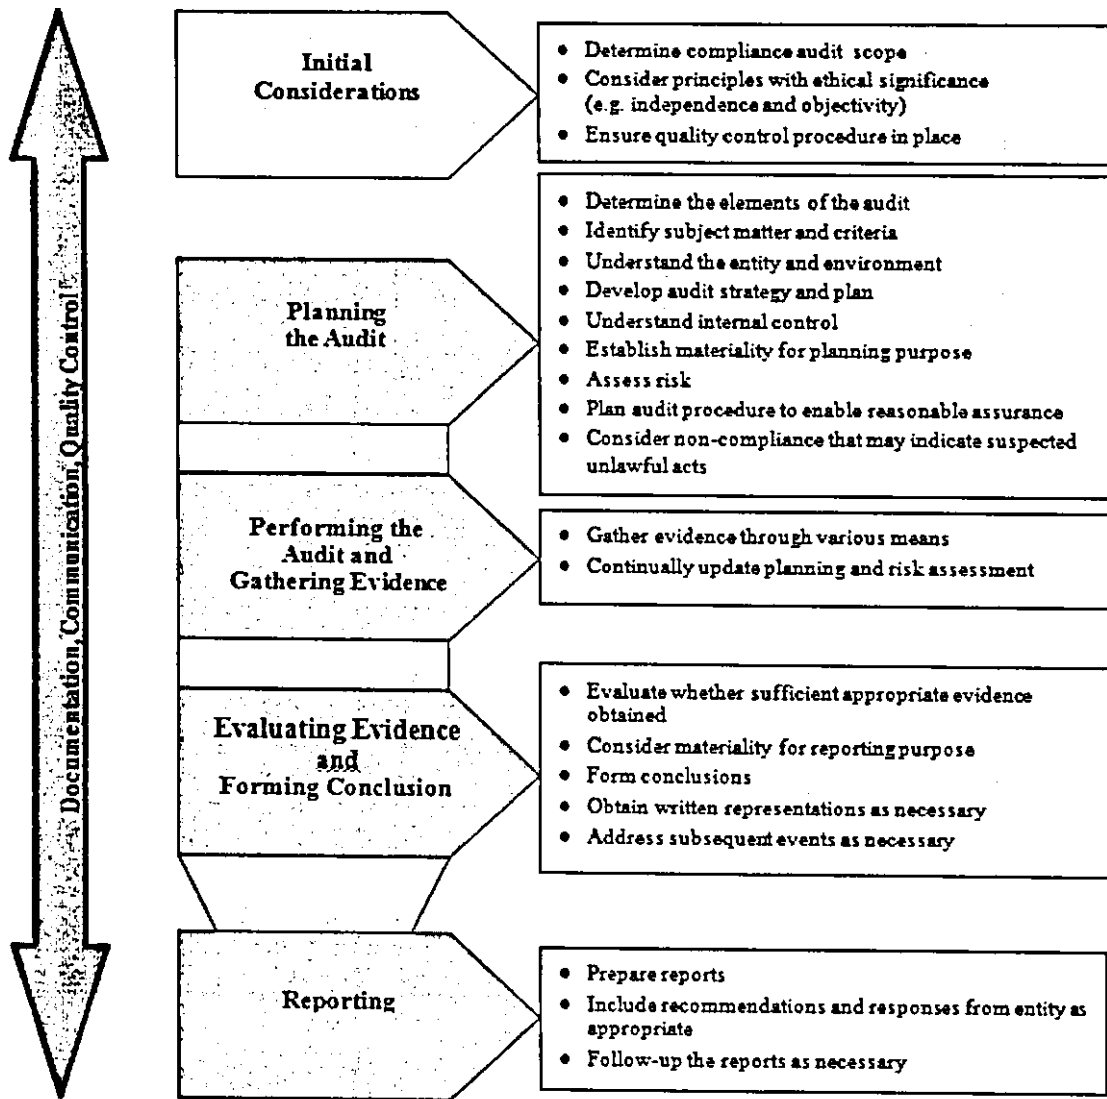 Documentation, Communication, Quality Control
Initial
Considerations
• Determine compliance audit scope
• Consider principles with ethical significance
(e.g. independence and objectivity)
• Ensure quality control procedure in place
Planning
the Audit
• Determine the elements of the audit
• Identify subject matter and criteria
• Understand the entity and environment
• Develop audit strategy and plan
• Understand internal control
• Establish materiality for planning purpose
• Assess risk
• Plan audit procedure to enable reasonable assurance
• Consider non-compliance that may indicate suspected
unlawful acts
Performing the
Audit and
Gathering Evidence
• Gather evidence through various means
• Continually update planning and risk assessment
Evaluating Evidence
and
Forming Conclusion
• Evaluate whether sufficient appropriate evidence
obtained
• Consider materiality for reporting purpose
• Form conclusions
• Obtain written representations as necessary
• Address subsequent events as necessary
Reporting
• Prepare reports
• Include recommendations and responses from entity as
appropriate
• Follow-up the reports as necessary